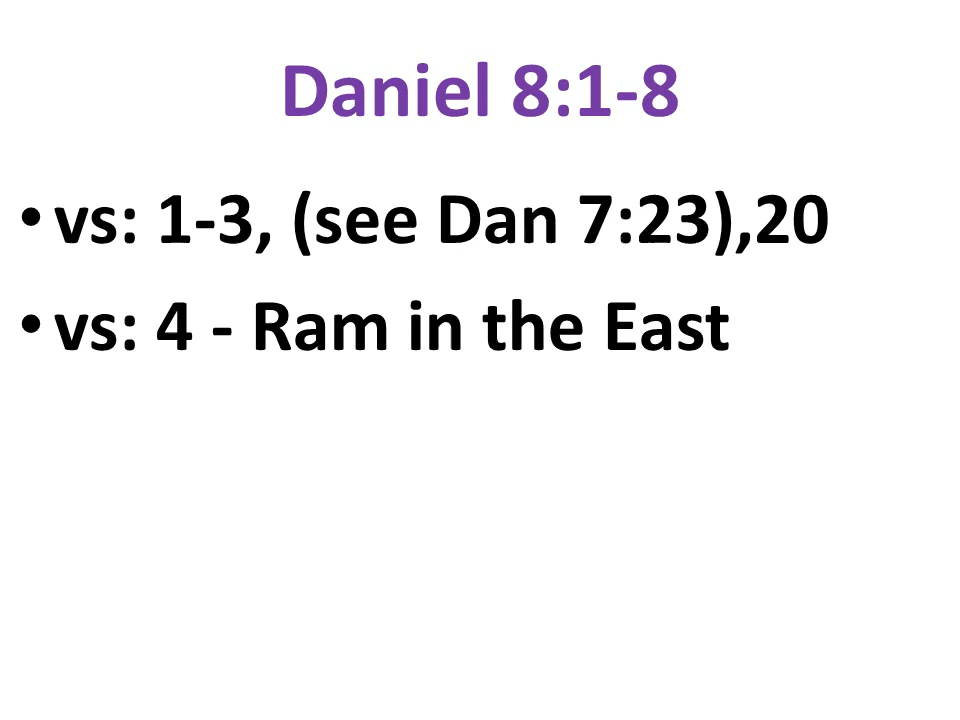 Daniel 8:1-8
• vs: 1-3, (see Dan 7:23),20
• vs: 4 - Ram in the East